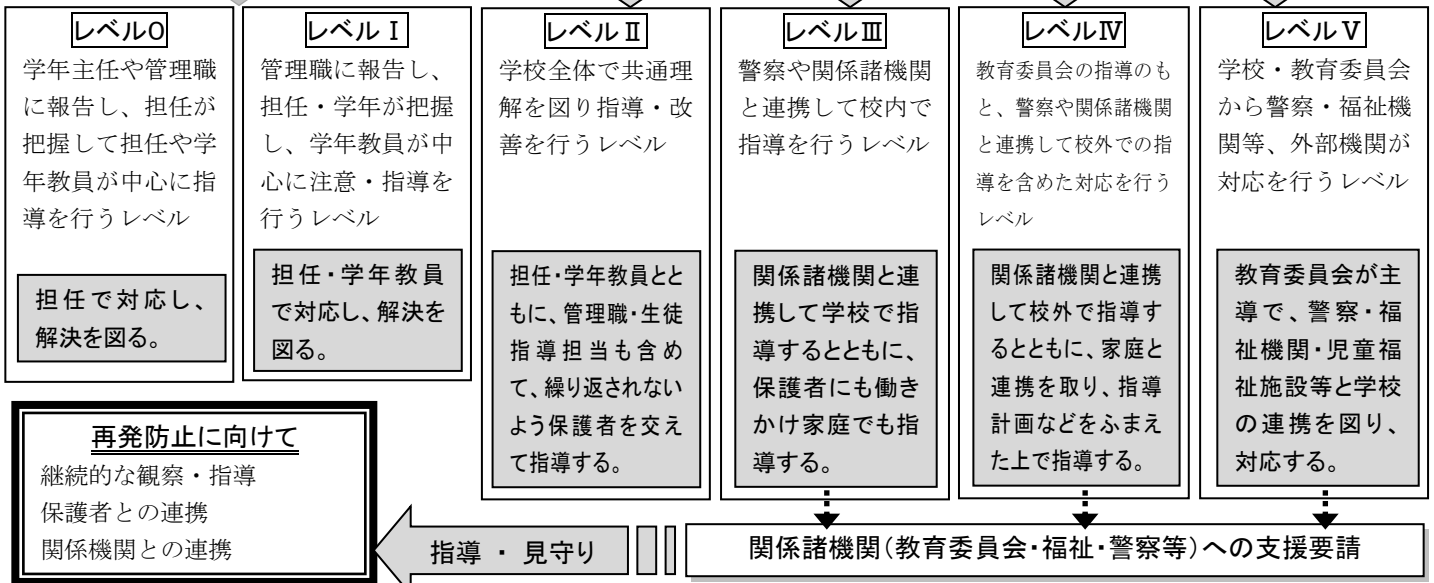 レベル0
学年主任や管理職
に報告し、担任が
把握して担任や学
年教員が中心に指
導を行うレベル
担任で対応し、
解決を図る。
レベルⅠ
管理職に報告し、
担任・学年が把握
し、学年教員が中
心に注意・指導を
行うレベル
担任・学年教員
で対応し、解決を
図る。
レベルⅡ
学校全体で共通理
解を図り指導・改
善を行うレベル
担任・学年教員とと
もに、管理職・生徒
指導担当も含め
て、繰り返されない
よう保護者を交え
て指導する。
レベルⅢ
警察や関係諸機関
と連携して校内で
指導を行うレベル
関係諸機関と連
携して学校で指
導するとともに、
保護者にも働き
かけ家庭でも指
導する。
レベルⅣ
教育委員会の指導のも
と、警察や関係諸機関
と連携して校外での指
導を含めた対応を行う
レベル
関係諸機関と連携
して校外で指導す
るとともに、家庭と
連携を取り、指導
計画などをふまえ
た上で指導する。
レベルⅤ
学校・教育委員会
から警察・福祉機
関等、外部機関が
対応を行うレベル
教育委員会が主
導で、警察・福
祉機関・児童福
祉施設等と学校
の連携を図り、
対応する。
再発防止に向けて
継続的な観察・指導
保護者との連携
関係機関との連携
指導 ・ 見守り
関係諸機関(教育委員会・福祉・警察等)への支援要請